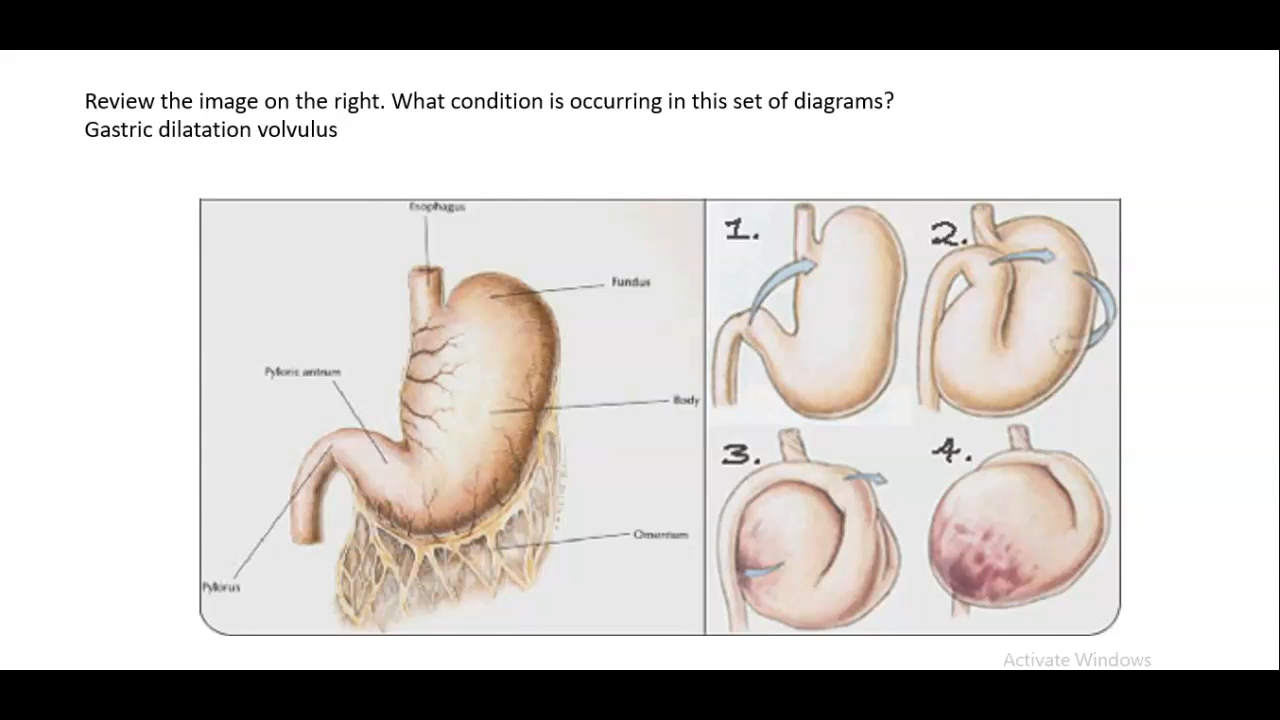 Review the image on the right. What condition is occurring in this set of diagrams?
Gastric dilatation volvulus
Esophagus
Fundus
Pyloric antrum
Body
Omentum
Pylorus
1.
2.
3.
4.
Activate Windows